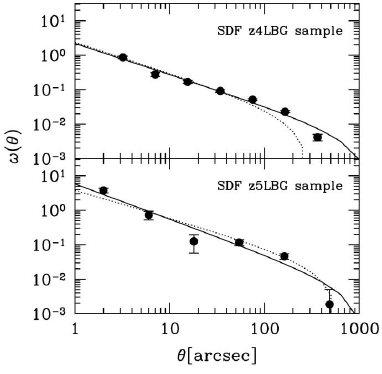 SDF z4LBG sample
10¹
10⁰
10⁻¹
10⁻²
10⁻³
ω(θ)
SDF z5LBG sample
10¹
10⁰
10⁻¹
10⁻²
10⁻³
1 10 100 1000
θ[arcsec]